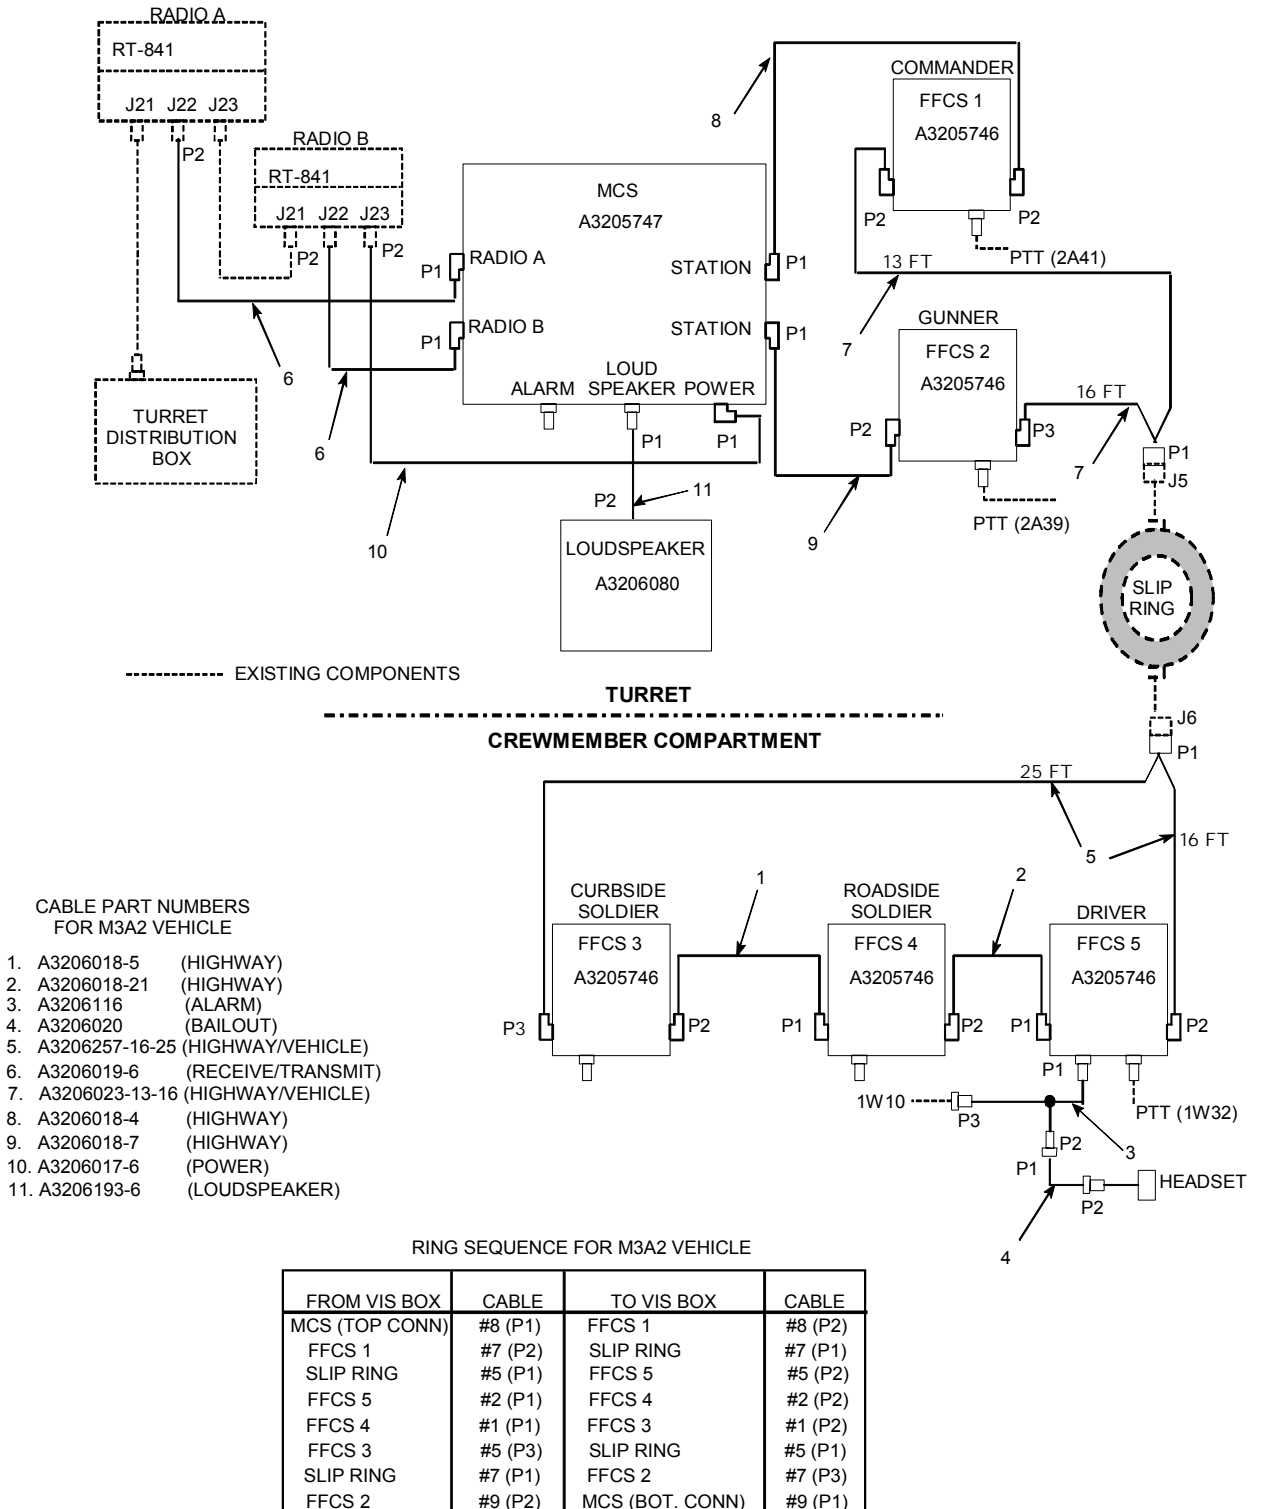 RADIO A
RT-841
J21 J22 J23
P2
RADIO B
RT-841
J21 J22 J23
P2
P2
TURRET
DISTRIBUTION
BOX
6
6
10
MCS
A3205747
P1 RADIO A
P1 RADIO B
STATION P1
STATION P1
ALARM
LOUD
SPEAKER
POWER
P1
P1
P2
11
LOUDSPEAKER
A3206080
8
COMMANDER
FFCS 1
A3205746
P2
P2
PTT (2A41)
13 FT
7
GUNNER
FFCS 2
A3205746
P2
P3
16 FT
7
PTT (2A39)
9
P1
J5
SLIP
RING
EXISTING COMPONENTS
TURRET
CREWMEMBER COMPARTMENT
J6
P1
25 FT
5
16 FT
1
2
CURBSIDE
SOLDIER
FFCS 3
A3205746
P3
P2
ROADSIDE
SOLDIER
FFCS 4
A3205746
P1
P2
DRIVER
FFCS 5
A3205746
P1
P2
P1
1W10
P3
PTT (1W32)
P2
3
P1
HEADSET
P2
4
CABLE PART NUMBERS
FOR M3A2 VEHICLE
1. A3206018-5 (HIGHWAY)
2. A3206018-21 (HIGHWAY)
3. A3206116 (ALARM)
4. A3206020 (BAILOUT)
5. A3206257-16-25 (HIGHWAY/VEHICLE)
6. A3206019-6 (RECEIVE/TRANSMIT)
7. A3206023-13-16 (HIGHWAY/VEHICLE)
8. A3206018-4 (HIGHWAY)
9. A3206018-7 (HIGHWAY)
10. A3206017-6 (POWER)
11. A3206193-6 (LOUDSPEAKER)
RING SEQUENCE FOR M3A2 VEHICLE
FROM VIS BOX CABLE TO VIS BOX CABLE
MCS (TOP CONN) #8 (P1) FFCS 1 #8 (P2)
FFCS 1 #7 (P2) SLIP RING #7 (P1)
SLIP RING #5 (P1) FFCS 5 #5 (P2)
FFCS 5 #2 (P1) FFCS 4 #2 (P2)
FFCS 4 #1 (P1) FFCS 3 #1 (P2)
FFCS 3 #5 (P3) SLIP RING #5 (P1)
SLIP RING #7 (P1) FFCS 2 #7 (P3)
FFCS 2 #9 (P2) MCS (BOT. CONN) #9 (P1)